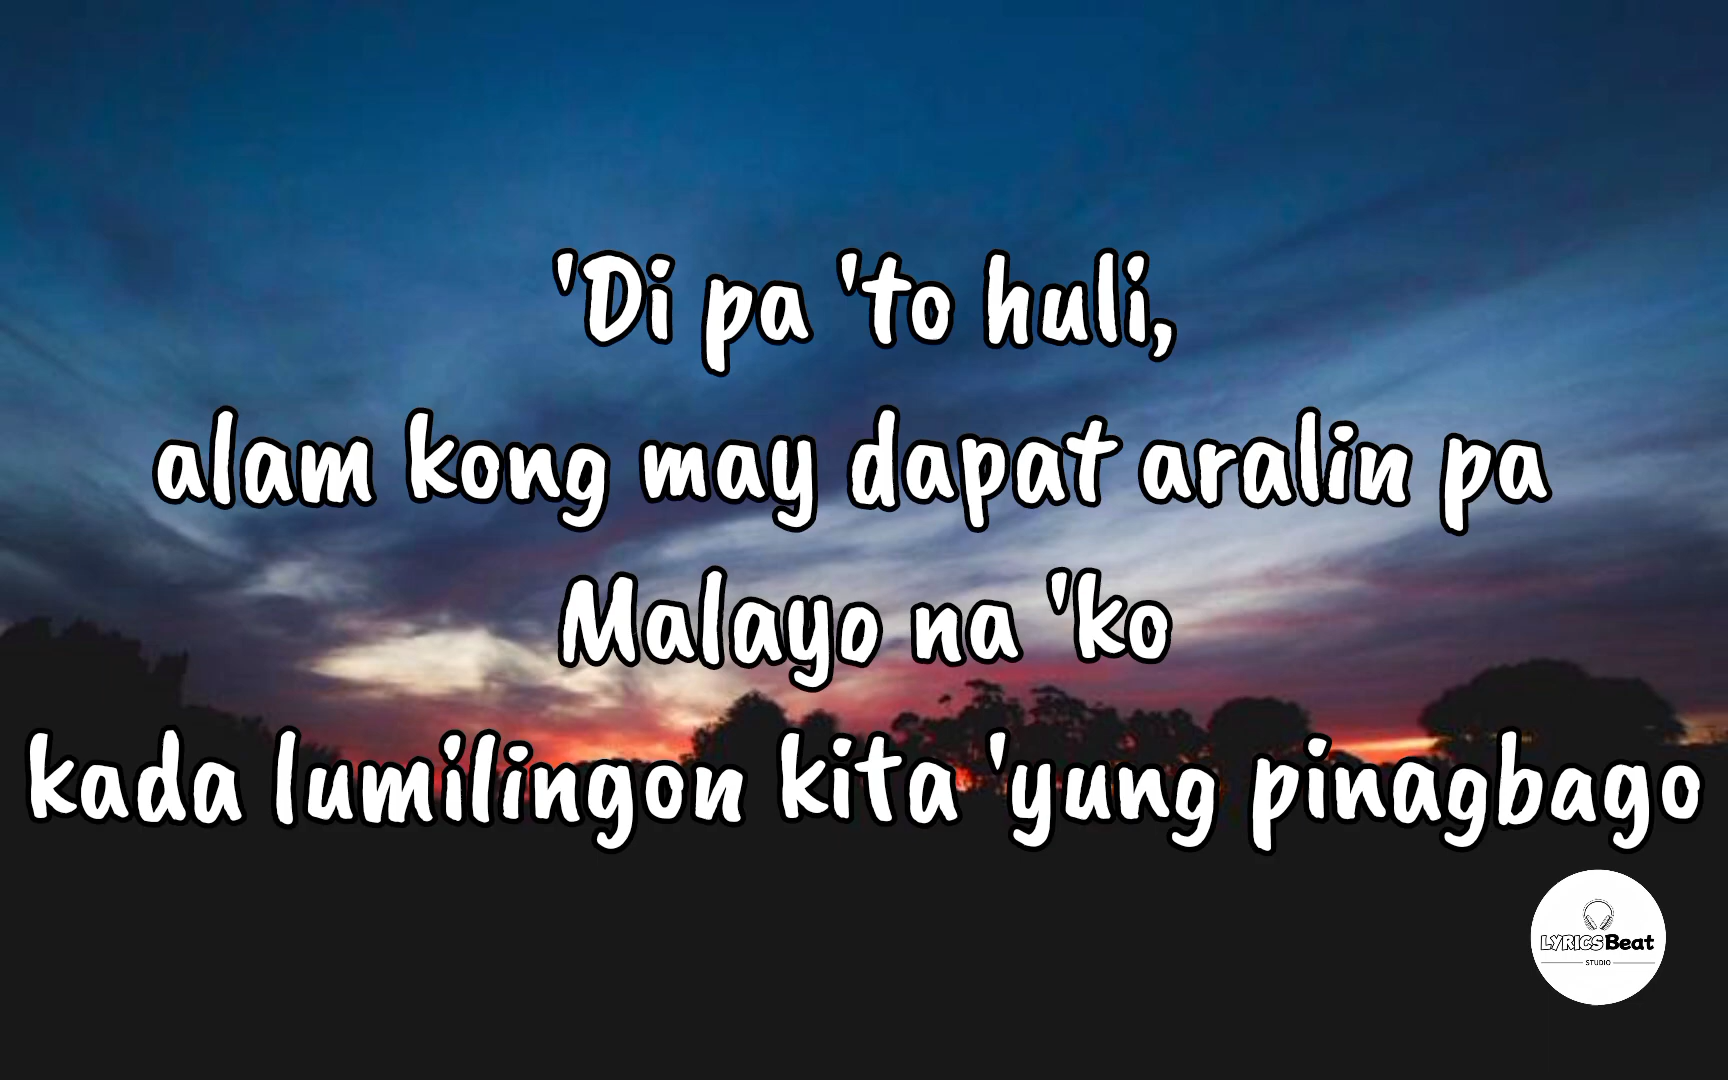 'Di pa 'to huli,
alam kong may dapat aralin pa
Malayo na 'ko
kada lumilingon kita 'yung pinagbago
LYRICSBeat
STUDIO